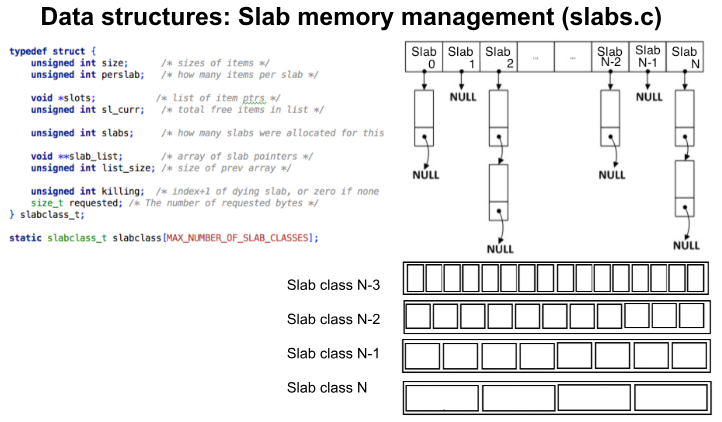 Data structures: Slab memory management (slabs.c)
typedef struct {
unsigned int size; /* sizes of items */
unsigned int perslab; /* how many items per slab */
void *slots; /* list of item ptrs */
unsigned int sl_curr; /* total free items in list */
unsigned int slabs; /* how many slabs were allocated for this
void **slab_list; /* array of slab pointers */
unsigned int list_size; /* size of prev array */
unsigned int killing; /* index+1 of dying slab, or zero if none
size_t requested; /* The number of requested bytes */
} slabclass_t;
static slabclass_t slabclass[MAX_NUMBER_OF_SLAB_CLASSES];
Slab 0
Slab 1
Slab 2
...
...
Slab N-2
Slab N-1
Slab N
NULL
NULL
NULL
NULL
NULL
NULL
Slab class N-3
Slab class N-2
Slab class N-1
Slab class N